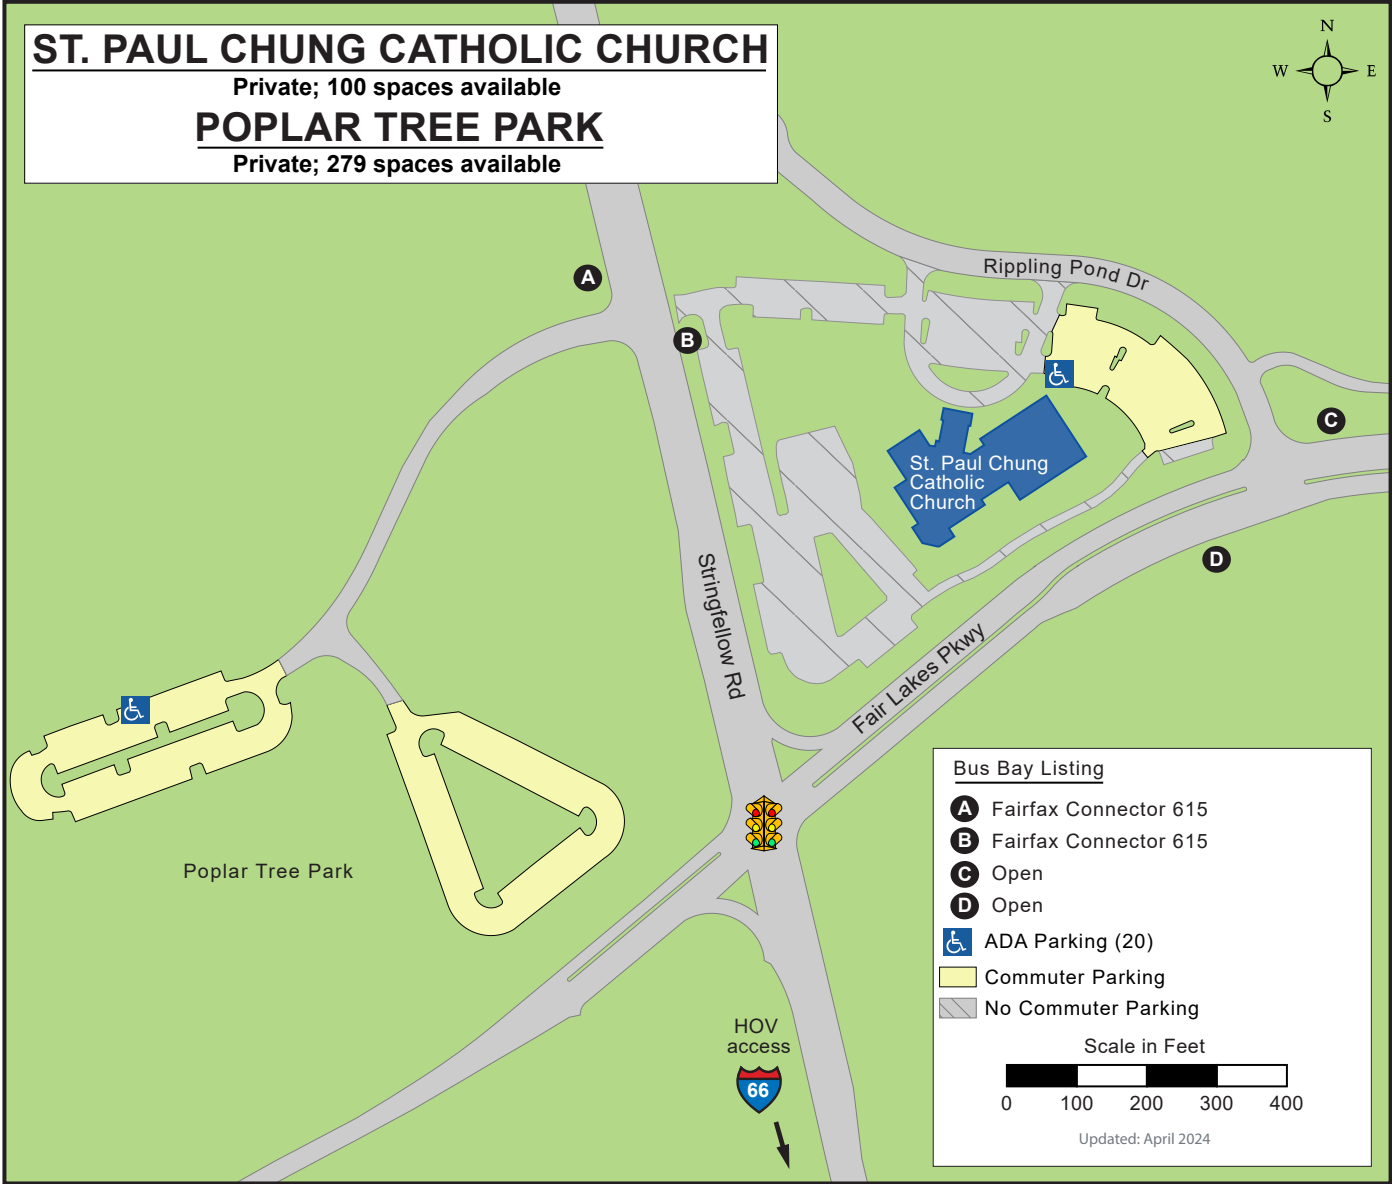 ST. PAUL CHUNG CATHOLIC CHURCH
Private; 100 spaces available
POPLAR TREE PARK
Private; 279 spaces available
N
W E
S
A
Rippling Pond Dr
B
C
St. Paul Chung
Catholic
Church
D
Stringfellow Rd
Fair Lakes Pkwy
Poplar Tree Park
HOV
access
66
Bus Bay Listing
A Fairfax Connector 615
B Fairfax Connector 615
C Open
D Open
ADA Parking (20)
Commuter Parking
No Commuter Parking
Scale in Feet
0 100 200 300 400
Updated: April 2024